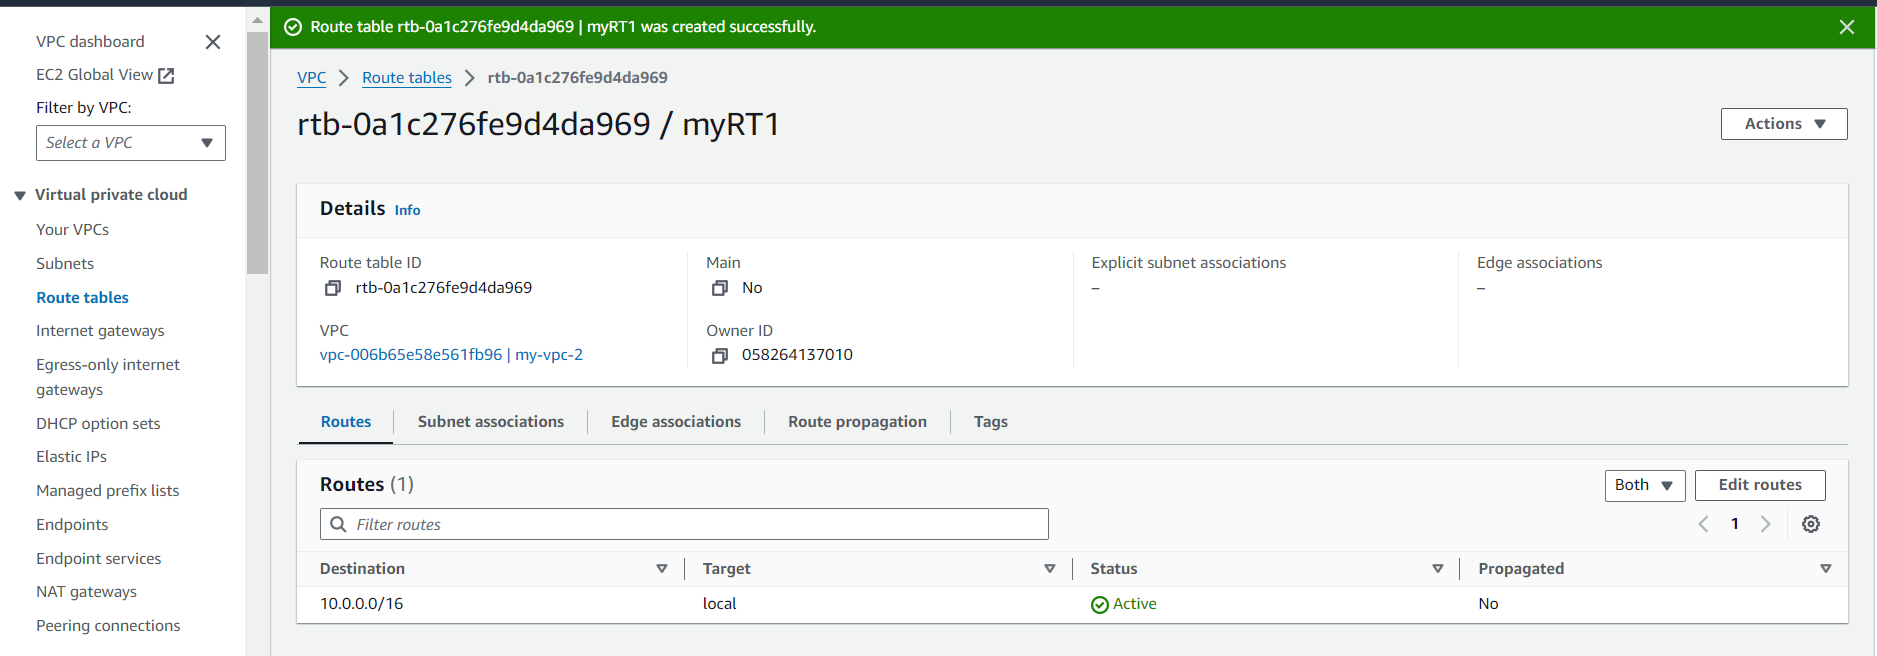 Route table rtb-0a1c276fe9d4da969 | myRT1 was created successfully.
VPC dashboard
EC2 Global View
Filter by VPC:
Select a VPC
Virtual private cloud
Your VPCs
Subnets
Route tables
Internet gateways
Egress-only internet
gateways
DHCP option sets
Elastic IPs
Managed prefix lists
Endpoints
Endpoint services
NAT gateways
Peering connections
VPC > Route tables > rtb-0a1c276fe9d4da969
rtb-0a1c276fe9d4da969 / myRT1
Actions
Details Info
Route table ID
rtb-0a1c276fe9d4da969
Main
No
Explicit subnet associations
–
Edge associations
–
VPC
vpc-006b65e58e561fb96 | my-vpc-2
Owner ID
058264137010
Routes Subnet associations Edge associations Route propagation Tags
Routes (1)
Both Edit routes
Filter routes
1
Destination Target Status Propagated
10.0.0.0/16 local Active No